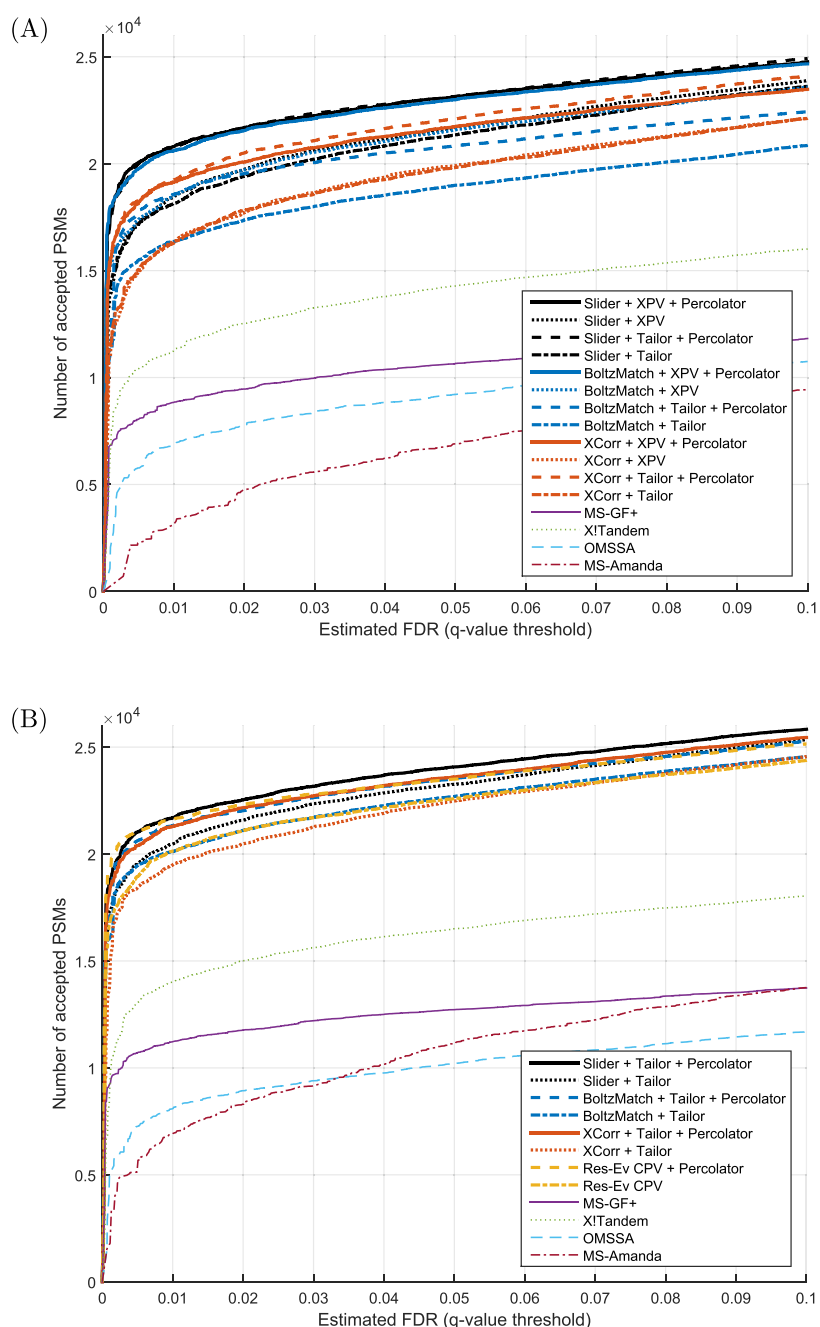 (A)
×10⁴
2.5
2
1.5
1
0.5
0
Number of accepted PSMs
Slider + XPV + Percolator
Slider + XPV
Slider + Tailor + Percolator
Slider + Tailor
BoltzMatch + XPV + Percolator
BoltzMatch + XPV
BoltzMatch + Tailor + Percolator
BoltzMatch + Tailor
XCorr + XPV + Percolator
XCorr + XPV
XCorr + Tailor + Percolator
XCorr + Tailor
MS-GF+
X!Tandem
OMSSA
MS-Amanda
0 0.01 0.02 0.03 0.04 0.05 0.06 0.07 0.08 0.09 0.1
Estimated FDR (q-value threshold)
(B)
×10⁴
2.5
2
1.5
1
0.5
0
Number of accepted PSMs
Slider + Tailor + Percolator
Slider + Tailor
BoltzMatch + Tailor + Percolator
BoltzMatch + Tailor
XCorr + Tailor + Percolator
XCorr + Tailor
Res-Ev CPV + Percolator
Res-Ev CPV
MS-GF+
X!Tandem
OMSSA
MS-Amanda
0 0.01 0.02 0.03 0.04 0.05 0.06 0.07 0.08 0.09 0.1
Estimated FDR (q-value threshold)